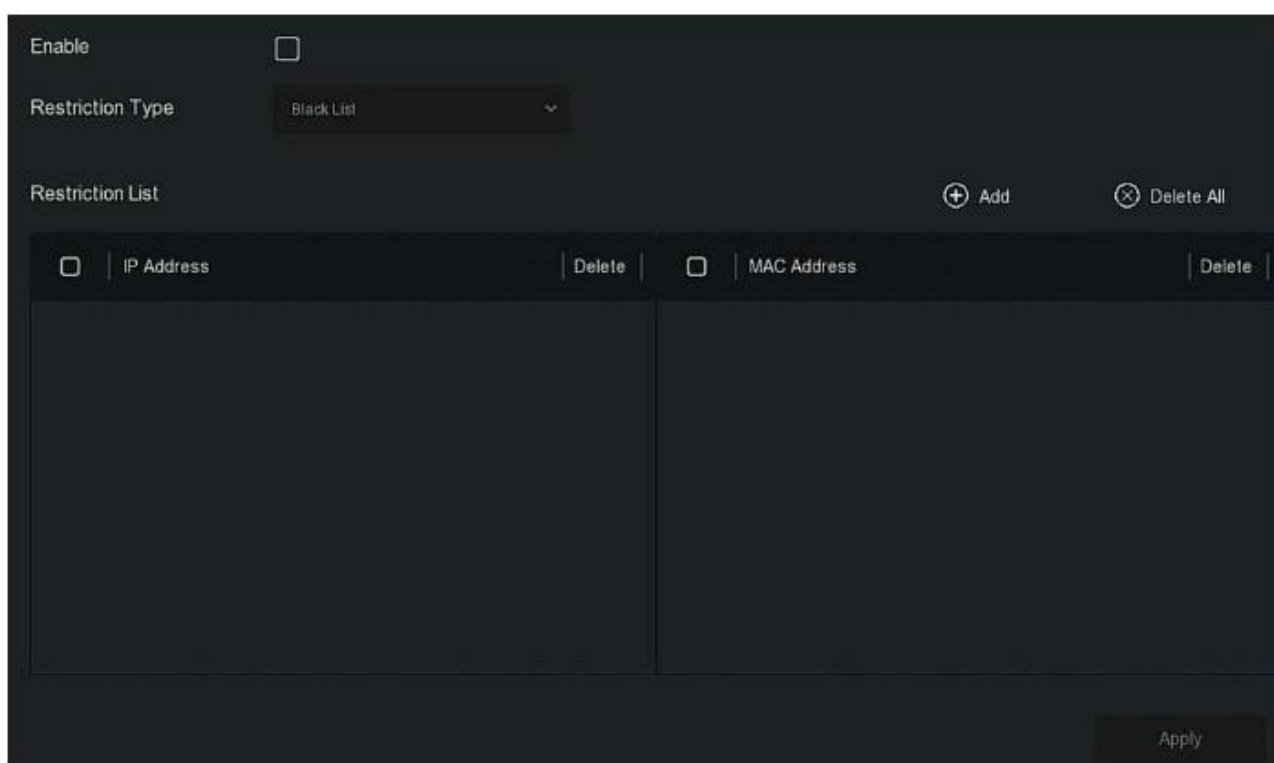 Enable
Restriction Type Black List
Restriction List Add Delete All
IP Address Delete MAC Address Delete
Apply